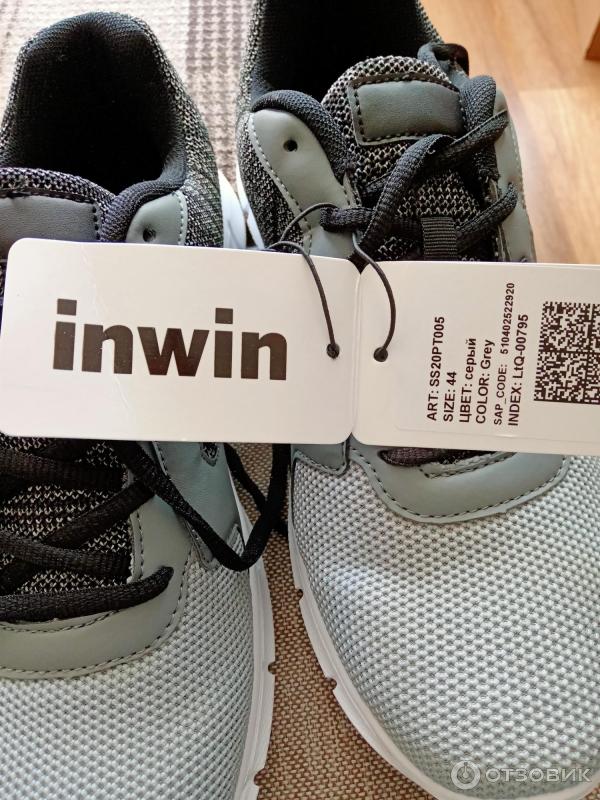 inwin
ART: SS20PT005
SIZE: 44
ЦВЕТ: серый
COLOR: Grey
SAP_CODE: 510402522920
INDEX: LtQ-00795
ОТЗОВИК